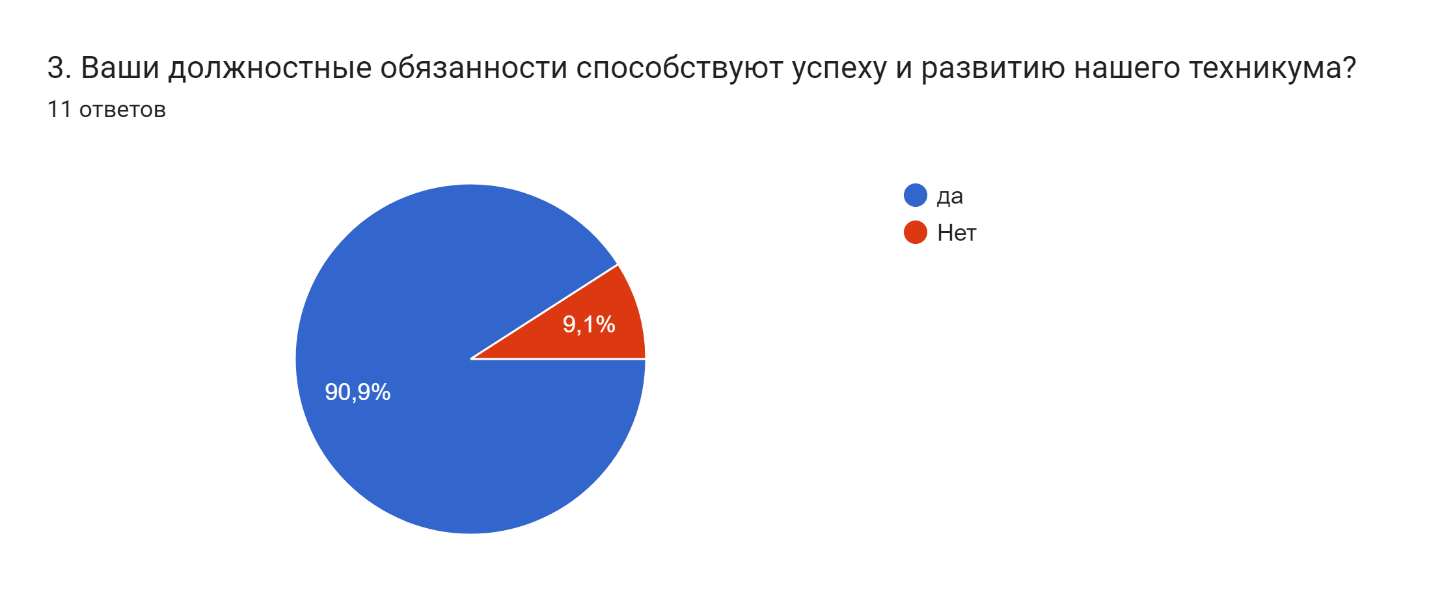 3. Ваши должностные обязанности способствуют успеху и развитию нашего техникума?
11 ответов
да
Нет
9,1%
90,9%